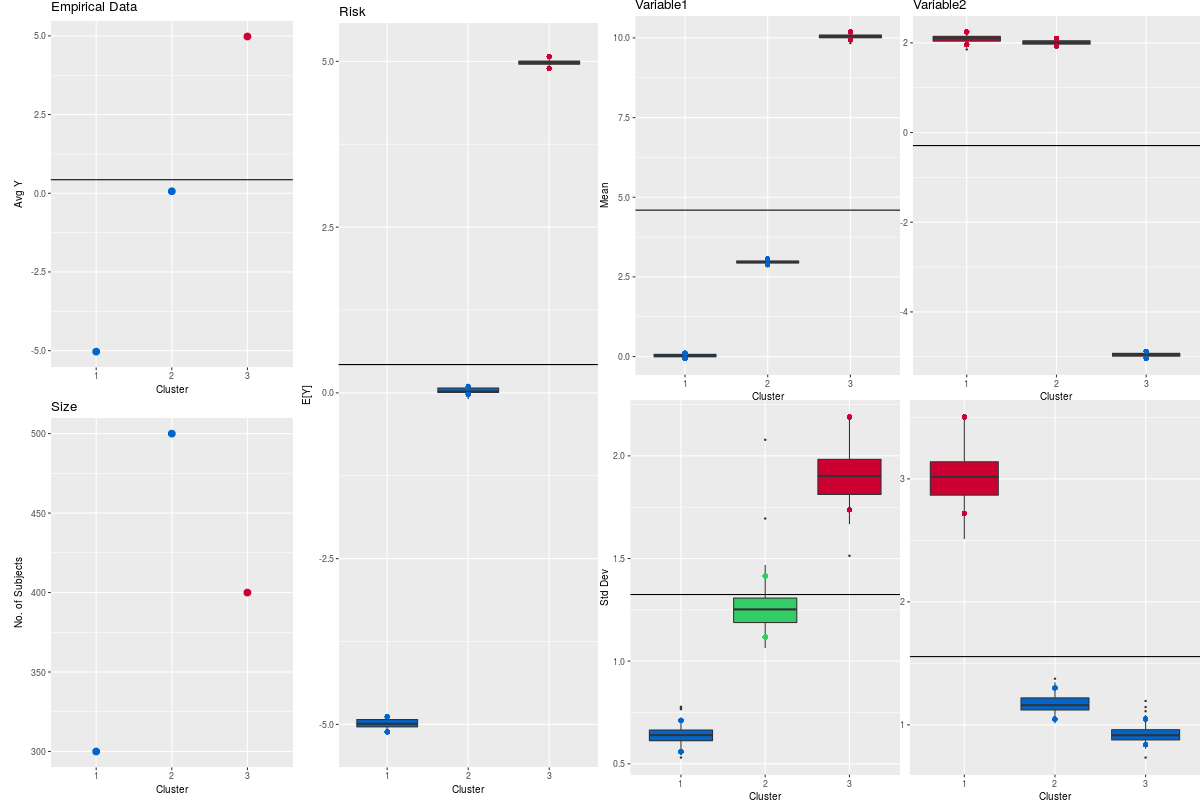 Empirical Data
Avg Y
5.0
2.5
0.0
-2.5
-5.0
1 2 3
Cluster
Size
No. of Subjects
500
450
400
350
300
1 2 3
Cluster
Risk
E[Y]
5.0
2.5
0.0
-2.5
-5.0
1 2 3
Cluster
Variable1
Mean
10.0
7.5
5.0
2.5
0.0
1 2 3
Cluster
Variable2
2
0
-2
-4
1 2 3
Cluster
Std Dev
2.0
1.5
1.0
0.5
1 2 3
Cluster
3
2
1
1 2 3
Cluster